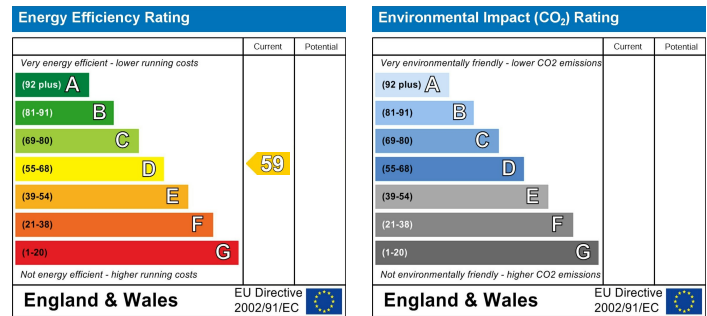 Energy Efficiency Rating
Current Potential
Very energy efficient - lower running costs
(92 plus) A
(81-91) B
(69-80) C
(55-68) D
59
(39-54) E
(21-38) F
(1-20) G
Not energy efficient - higher running costs
England & Wales
EU Directive
2002/91/EC
Environmental Impact (CO₂) Rating
Current Potential
Very environmentally friendly - lower CO2 emissions
(92 plus) A
(81-91) B
(69-80) C
(55-68) D
(39-54) E
(21-38) F
(1-20) G
Not environmentally friendly - higher CO2 emissions
England & Wales
EU Directive
2002/91/EC